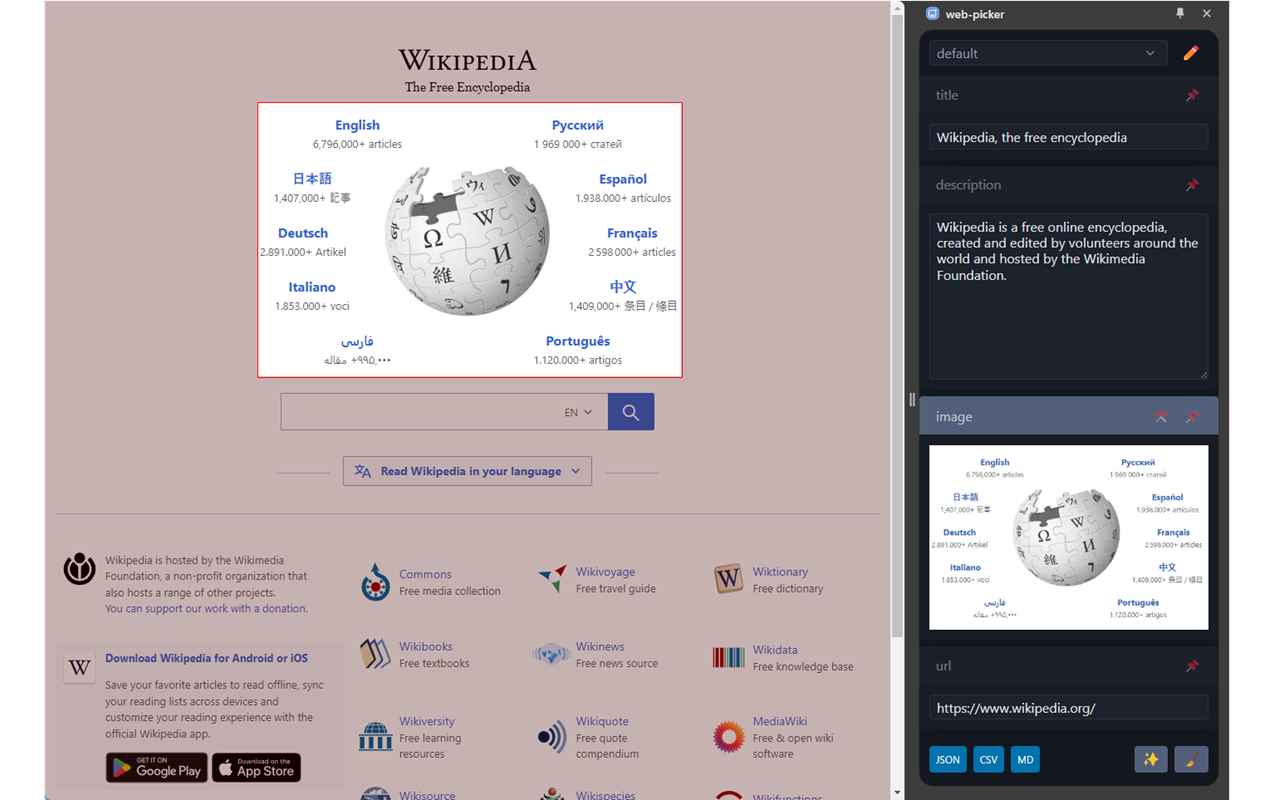 WIKIPEDIA
The Free Encyclopedia
English
6,796,000+ articles
Русский
1 969 000+ статей
日本語
1,407,000+ 記事
Español
1.938.000+ artículos
Deutsch
2.891.000+ Artikel
Français
2 598 000+ articles
Italiano
1.853.000+ voci
中文
1,409,000+ 条目 / 條目
فارسی
۹۹۵٬۰۰۰+ مقاله
Português
1.120.000+ artigos
Ω
W
И
維
ウィ
EN
Read Wikipedia in your language
Wikipedia is hosted by the Wikimedia
Foundation, a non-profit organization that
also hosts a range of other projects.
You can support our work with a donation.
W
Download Wikipedia for Android or iOS
Save your favorite articles to read offline, sync
your reading lists across devices and
customize your reading experience with the
official Wikipedia app.
GET IT ON
Google Play
Download on the
App Store
Commons
Free media collection
Wikivoyage
Free travel guide
W
Wiktionary
Free dictionary
Wikibooks
Free textbooks
Wikinews
Free news source
Wikidata
Free knowledge base
Wikiversity
Free learning
resources
Wikiquote
Free quote
compendium
MediaWiki
Free & open wiki
software
Wikisource
Wikispecies
Wikifunctions
web-picker
default
title
Wikipedia, the free encyclopedia
description
Wikipedia is a free online encyclopedia,
created and edited by volunteers around the
world and hosted by the Wikimedia
Foundation.
image
English
6,796,000+ articles
Русский
1 969 000+ статей
日本語
1,407,000+ 記事
Español
1.938.000+ artículos
Deutsch
2.891.000+ Artikel
Français
2 598 000+ articles
Italiano
1.853.000+ voci
中文
1,409,000+ 条目 / 條目
فارسی
۹۹۵٬۰۰۰+ مقاله
Português
1.120.000+ artigos
Ω
W
И
維
url
https://www.wikipedia.org/
JSON
CSV
MD